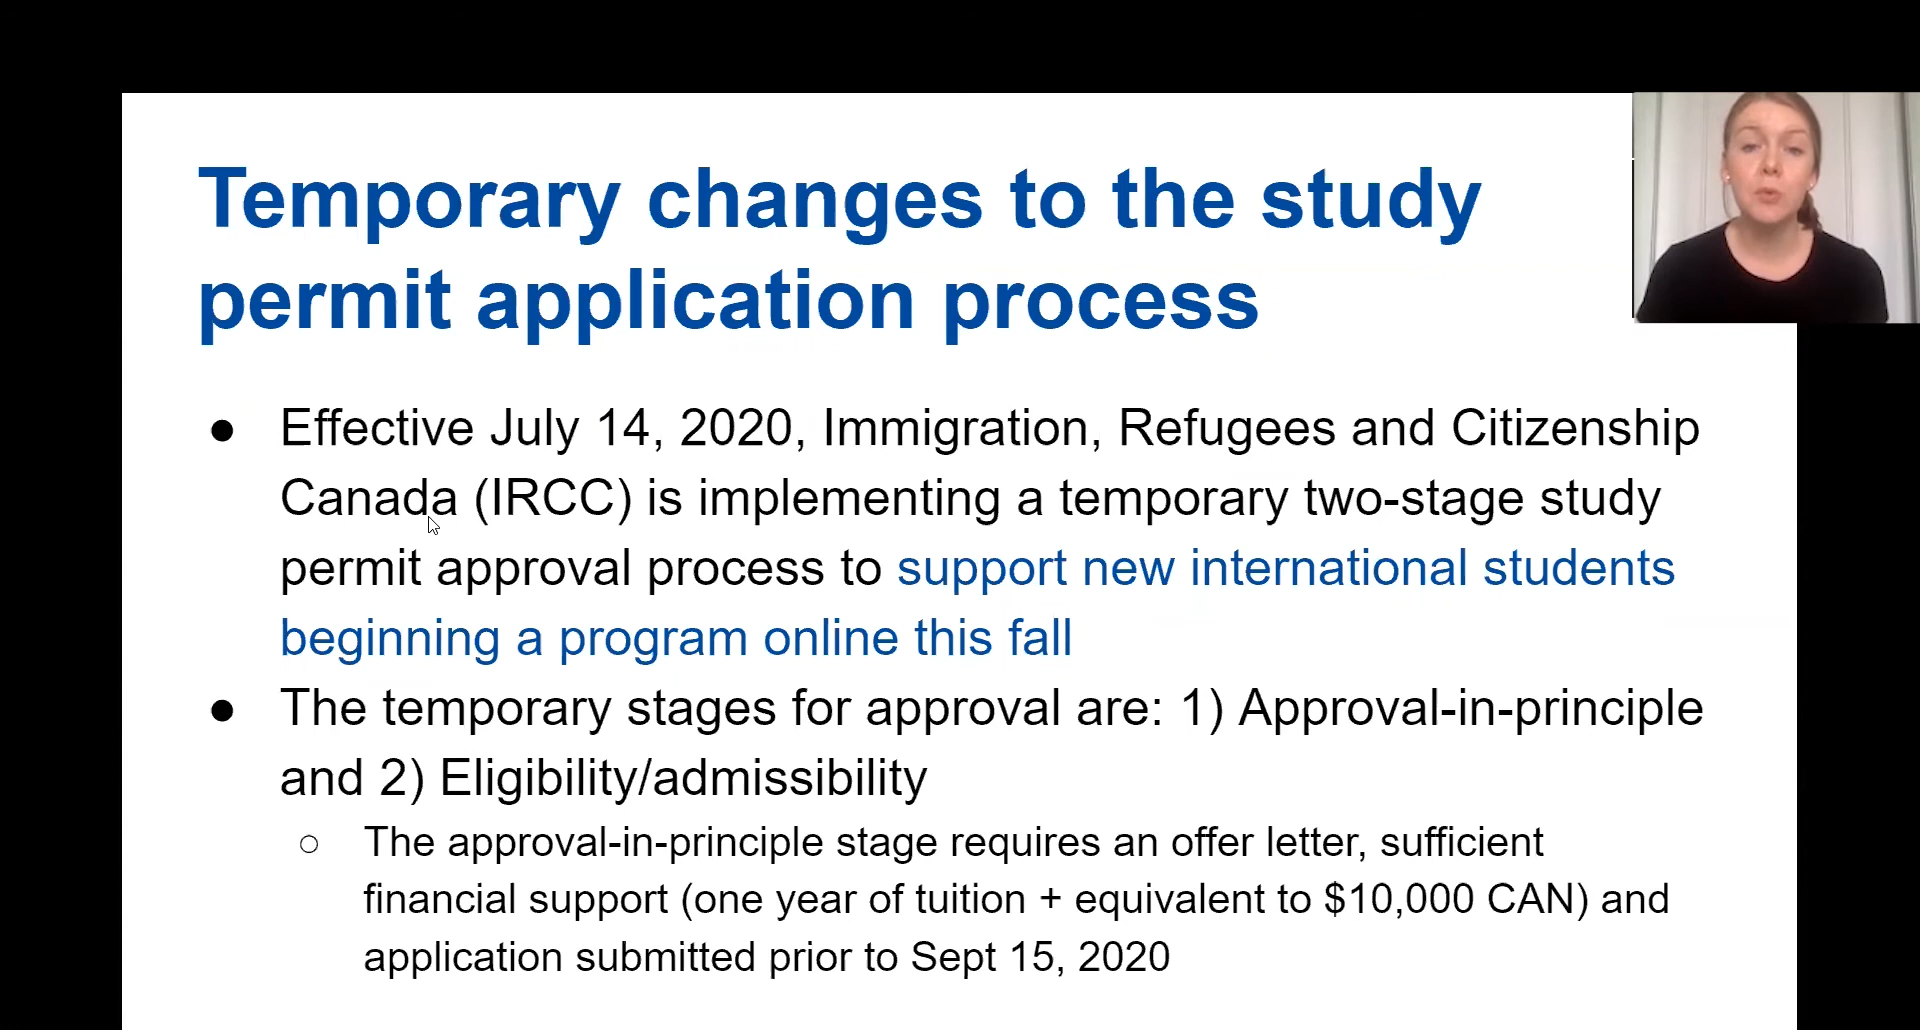 Temporary changes to the study
permit application process
● Effective July 14, 2020, Immigration, Refugees and Citizenship
Canada (IRCC) is implementing a temporary two-stage study
permit approval process to support new international students
beginning a program online this fall
● The temporary stages for approval are: 1) Approval-in-principle
and 2) Eligibility/admissibility
○ The approval-in-principle stage requires an offer letter, sufficient
financial support (one year of tuition + equivalent to $10,000 CAN) and
application submitted prior to Sept 15, 2020